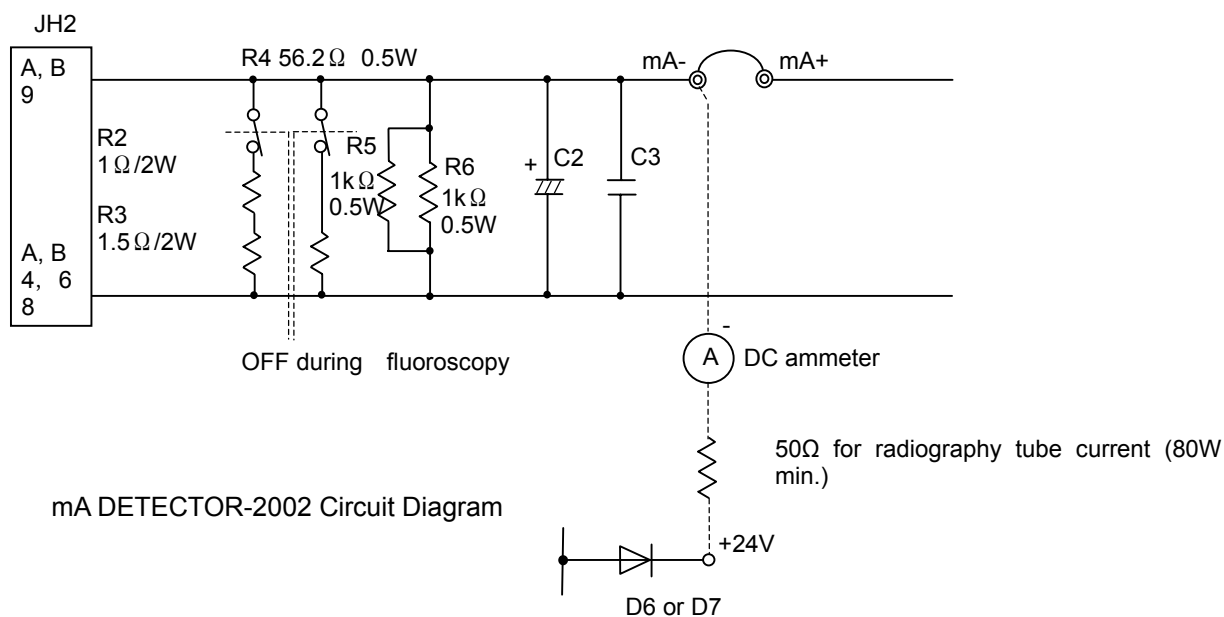 JH2
A, B
9
R4 56.2Ω 0.5W
mA-
mA+
R2
1Ω/2W
R5
1kΩ
0.5W
R6
1kΩ
0.5W
+
C2
C3
R3
1.5Ω/2W
A, B
4, 6
8
OFF during fluoroscopy
-
A
DC ammeter
50Ω for radiography tube current (80W
min.)
mA DETECTOR-2002 Circuit Diagram
+24V
D6 or D7